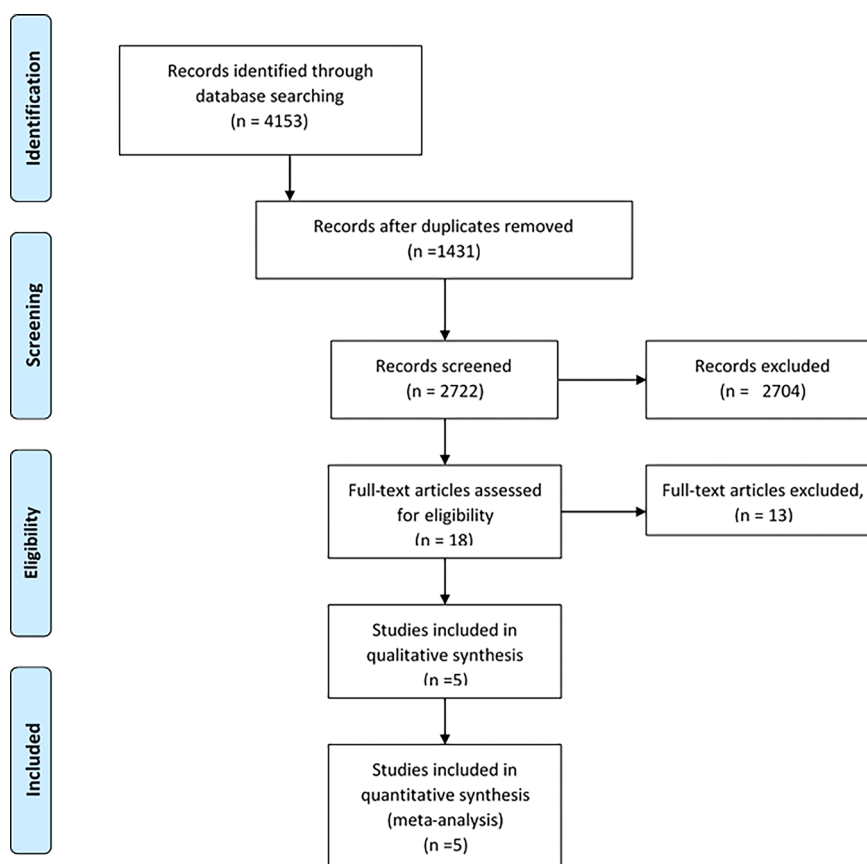 Identification
Records identified through
database searching
(n = 4153)
Records after duplicates removed
(n =1431)
Screening
Records screened
(n = 2722)
Records excluded
(n = 2704)
Eligibility
Full-text articles assessed
for eligibility
(n = 18)
Full-text articles excluded,
(n = 13)
Studies included in
qualitative synthesis
(n =5)
Included
Studies included in
quantitative synthesis
(meta-analysis)
(n =5)